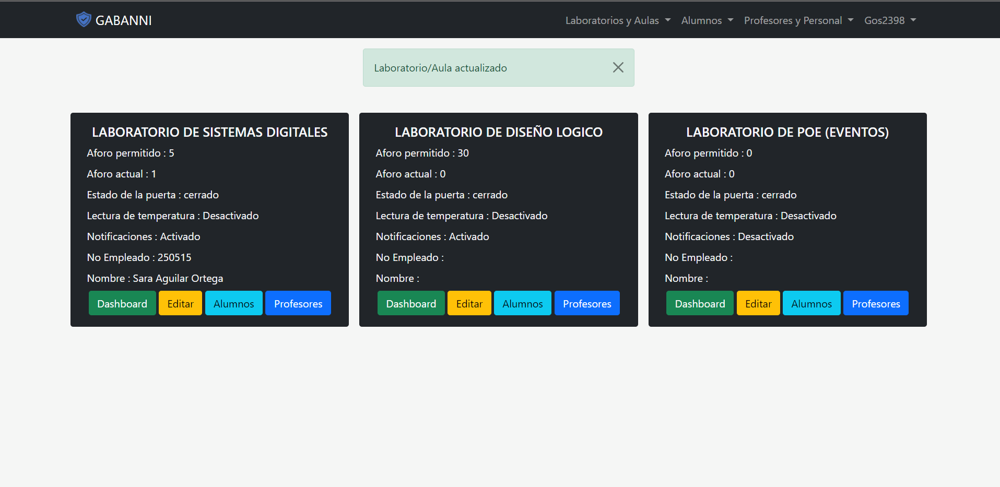 GABANNI
Laboratorios y Aulas
Alumnos
Profesores y Personal
Gos2398
Laboratorio/Aula actualizado
LABORATORIO DE SISTEMAS DIGITALES
Aforo permitido : 5
Aforo actual : 1
Estado de la puerta : cerrado
Lectura de temperatura : Desactivado
Notificaciones : Activado
No Empleado : 250515
Nombre : Sara Aguilar Ortega
Dashboard Editar Alumnos Profesores
LABORATORIO DE DISEÑO LOGICO
Aforo permitido : 30
Aforo actual : 0
Estado de la puerta : cerrado
Lectura de temperatura : Desactivado
Notificaciones : Activado
No Empleado :
Nombre :
Dashboard Editar Alumnos Profesores
LABORATORIO DE POE (EVENTOS)
Aforo permitido : 0
Aforo actual : 0
Estado de la puerta : cerrado
Lectura de temperatura : Desactivado
Notificaciones : Desactivado
No Empleado :
Nombre :
Dashboard Editar Alumnos Profesores